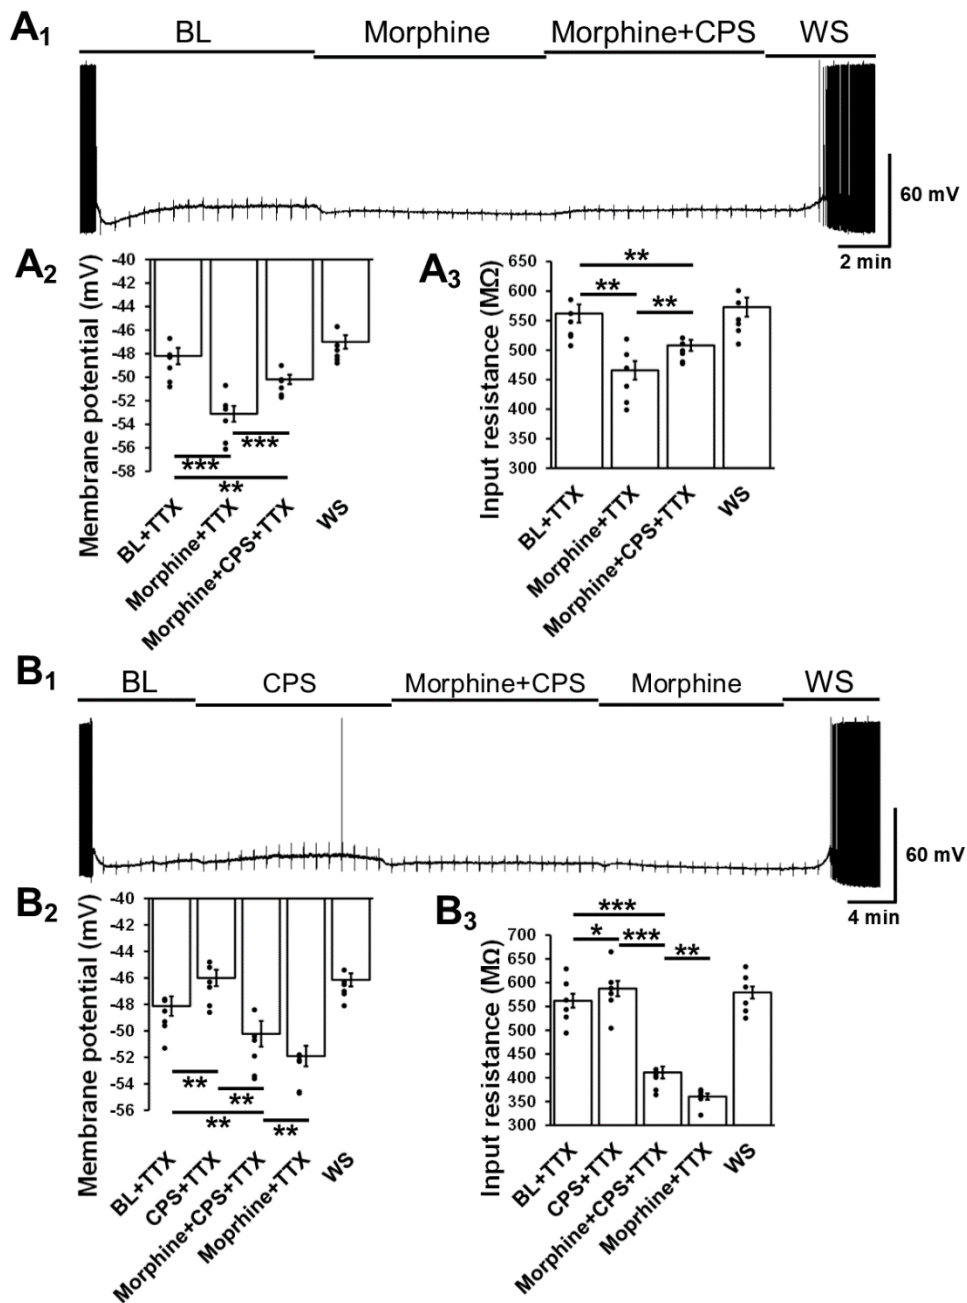 A1
BL Morphine Morphine+CPS WS
60 mV
2 min
A2
Membrane potential (mV)
-40
-42
-44
-46
-48
-50
-52
-54
-56
-58
***
***
**
BL+TTX
Morphine+TTX
Morphine+CPS+TTX
WS
A3
Input resistance (MΩ)
650
600
550
500
450
400
350
300
**
**
**
BL+TTX
Morphine+TTX
Morphine+CPS+TTX
WS
B1
BL CPS Morphine+CPS Morphine WS
60 mV
4 min
B2
Membrane potential (mV)
-40
-42
-44
-46
-48
-50
-52
-54
-56
**
**
**
**
BL+TTX
CPS+TTX
Morphine+CPS+TTX
Moprhine+TTX
WS
B3
Input resistance (MΩ)
700
650
600
550
500
450
400
350
300
***
* ***
**
BL+TTX
CPS+TTX
Morphine+CPS+TTX
Moprhine+TTX
WS